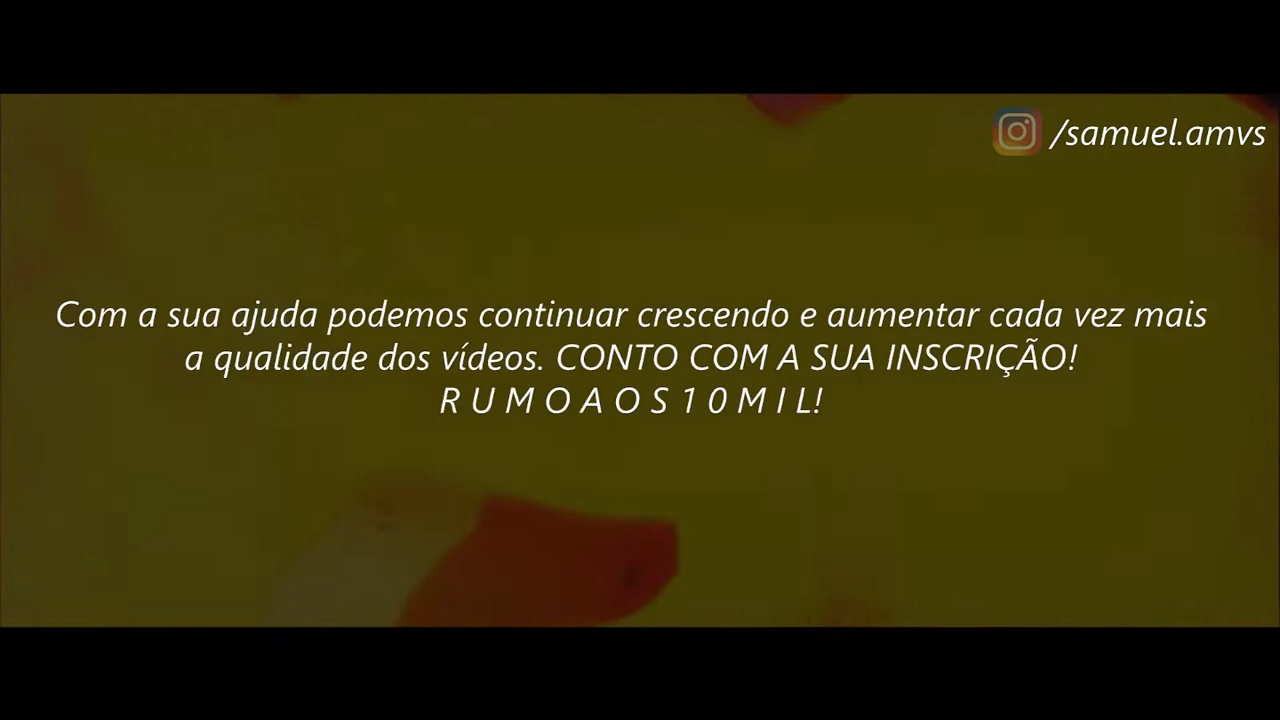 /samuel.amvs
Com a sua ajuda podemos continuar crescendo e aumentar cada vez mais
a qualidade dos vídeos. CONTO COM A SUA INSCRIÇÃO!
R U M O A O S 1 0 M I L!